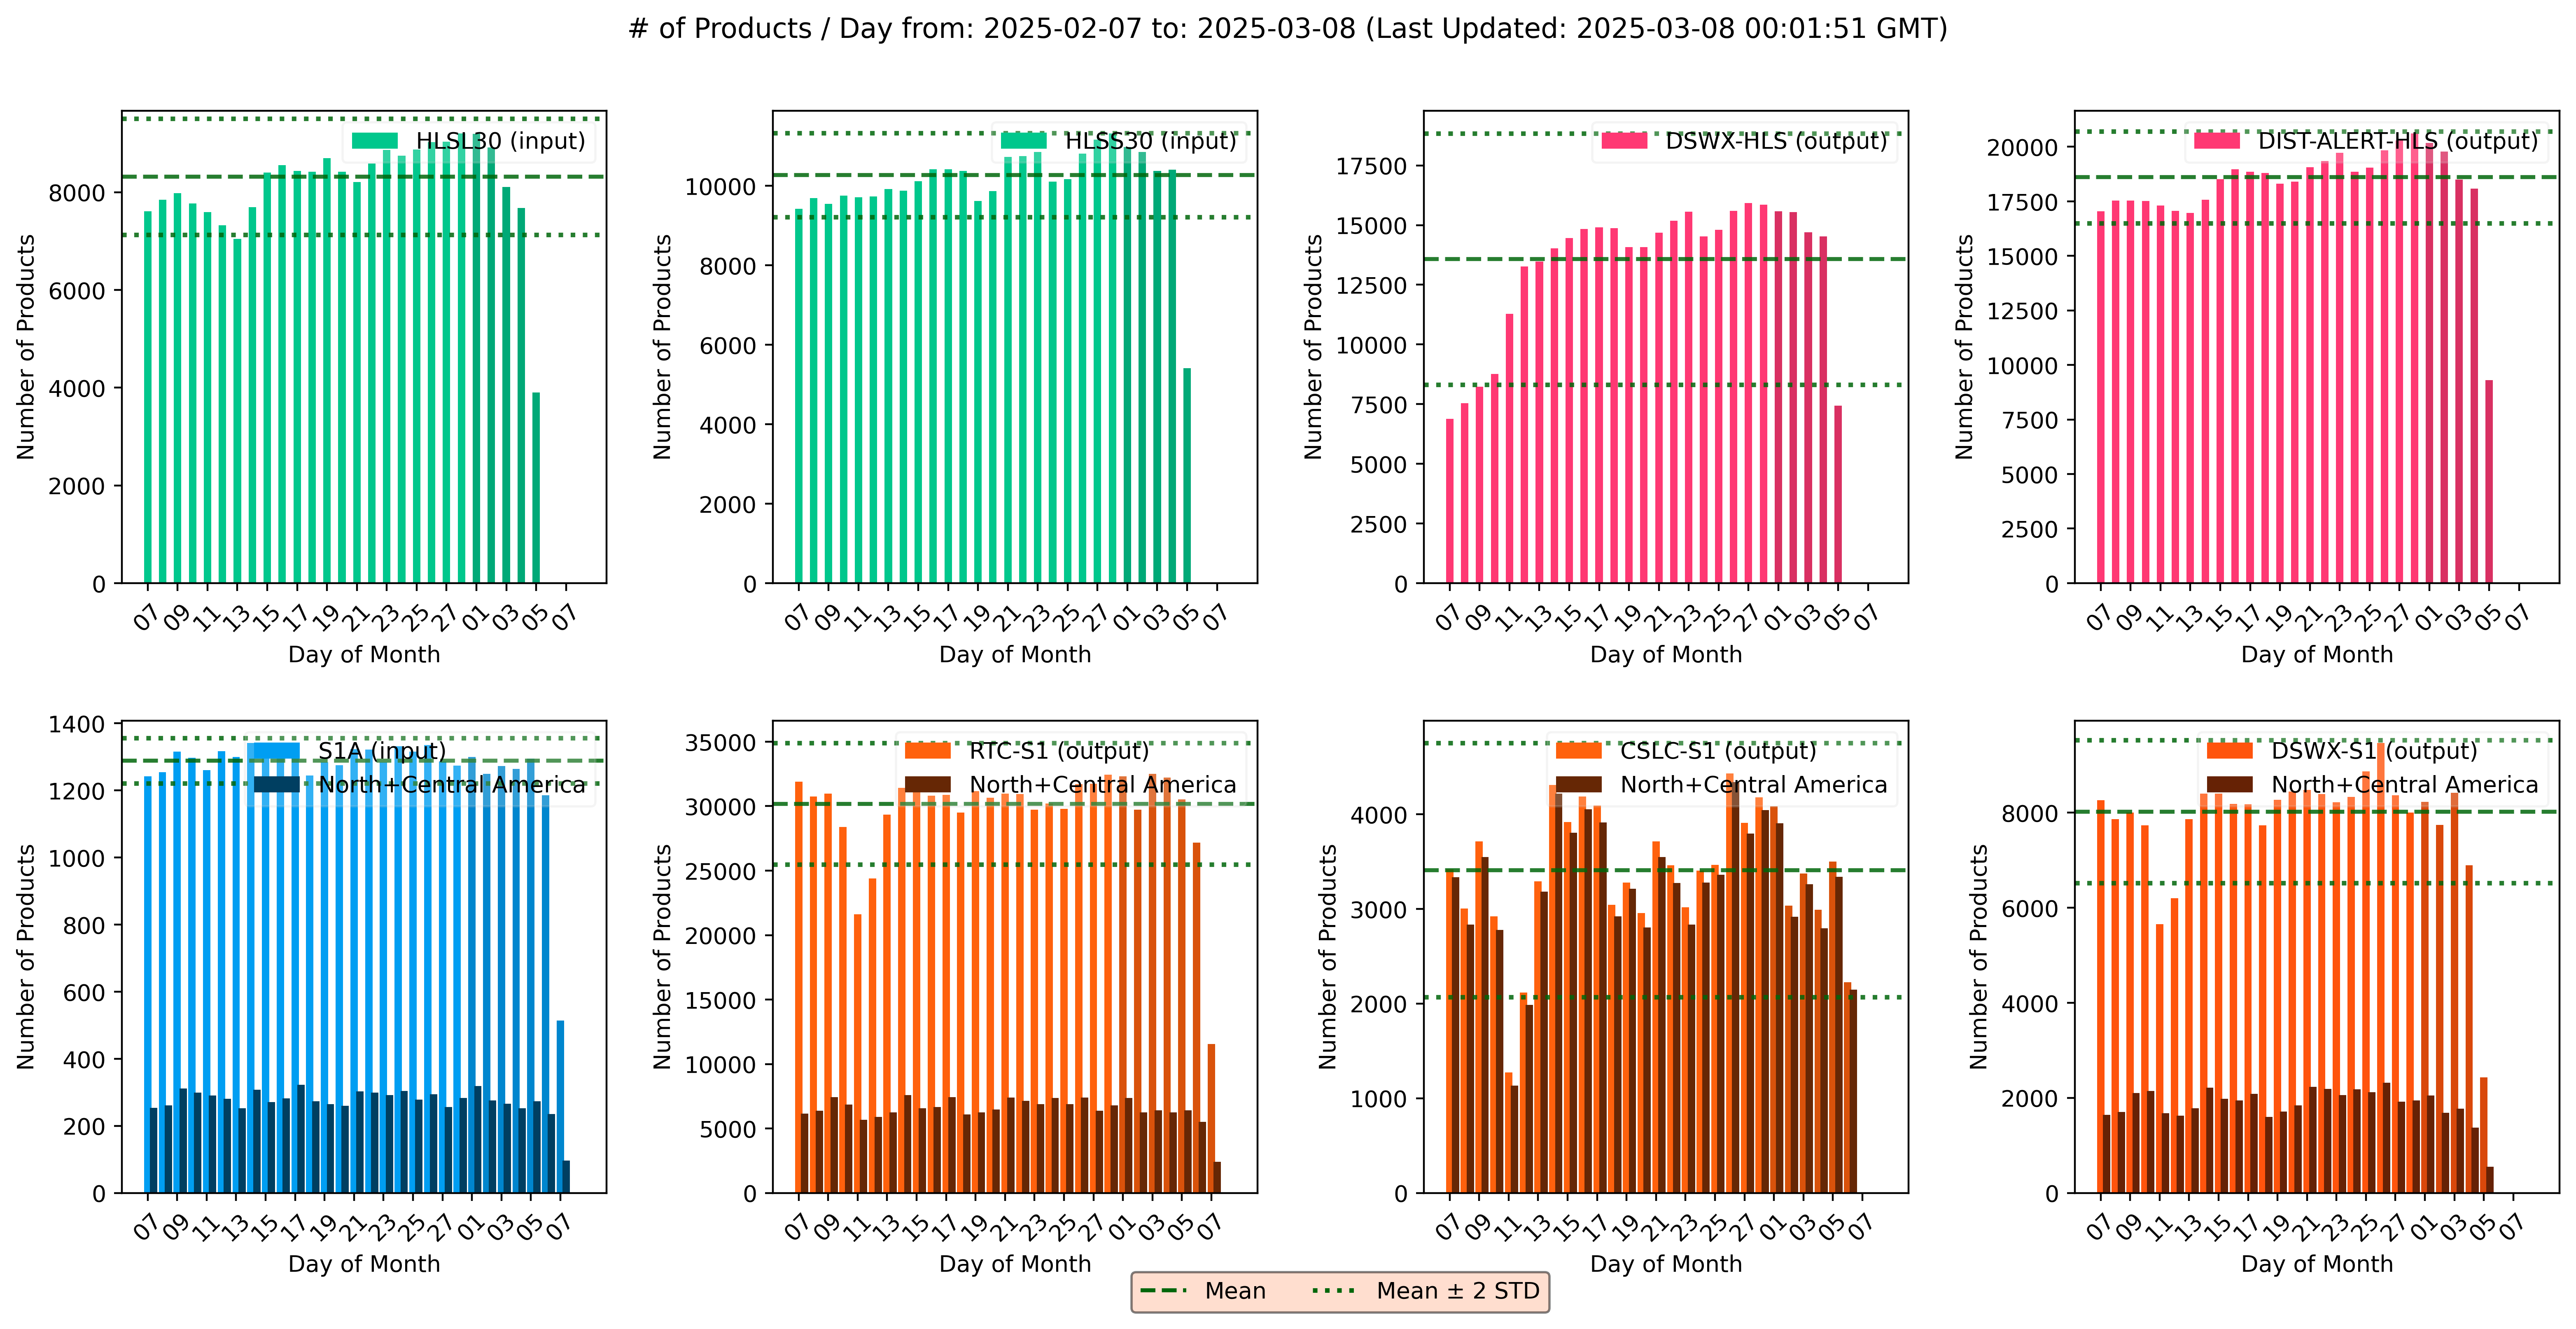 # of Products / Day from: 2025-02-07 to: 2025-03-08 (Last Updated: 2025-03-08 00:01:51 GMT)
HLSL30 (input)
Number of Products
8000
6000
4000
2000
0
07 09 11 13 15 17 19 21 23 25 27 01 03 05 07
Day of Month
HLSS30 (input)
Number of Products
10000
8000
6000
4000
2000
0
07 09 11 13 15 17 19 21 23 25 27 01 03 05 07
Day of Month
DSWX-HLS (output)
Number of Products
17500
15000
12500
10000
7500
5000
2500
0
07 09 11 13 15 17 19 21 23 25 27 01 03 05 07
Day of Month
DIST-ALERT-HLS (output)
Number of Products
20000
17500
15000
12500
10000
7500
5000
2500
0
07 09 11 13 15 17 19 21 23 25 27 01 03 05 07
Day of Month
S1A (input)
North+Central America
Number of Products
1400
1200
1000
800
600
400
200
0
07 09 11 13 15 17 19 21 23 25 27 01 03 05 07
Day of Month
RTC-S1 (output)
North+Central America
Number of Products
35000
30000
25000
20000
15000
10000
5000
0
07 09 11 13 15 17 19 21 23 25 27 01 03 05 07
Day of Month
CSLC-S1 (output)
North+Central America
Number of Products
4000
3000
2000
1000
0
07 09 11 13 15 17 19 21 23 25 27 01 03 05 07
Day of Month
DSWX-S1 (output)
North+Central America
Number of Products
8000
6000
4000
2000
0
07 09 11 13 15 17 19 21 23 25 27 01 03 05 07
Day of Month
Mean
Mean ± 2 STD